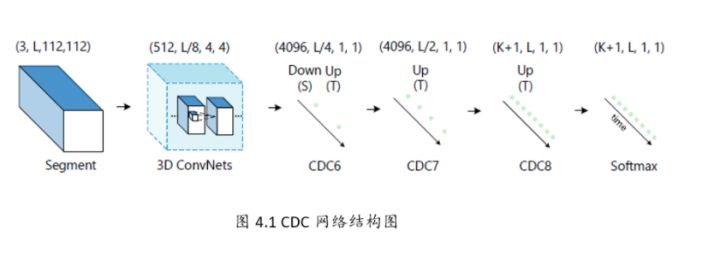 (3, L,112,112) (512, L/8, 4, 4) (4096, L/4, 1, 1) (4096, L/2, 1, 1) (K+1, L, 1, 1) (K+1, L, 1, 1)
Down Up Up Up
(S) (T) (T) (T)
time
Segment 3D ConvNets CDC6 CDC7 CDC8 Softmax
图 4.1 CDC 网络结构图